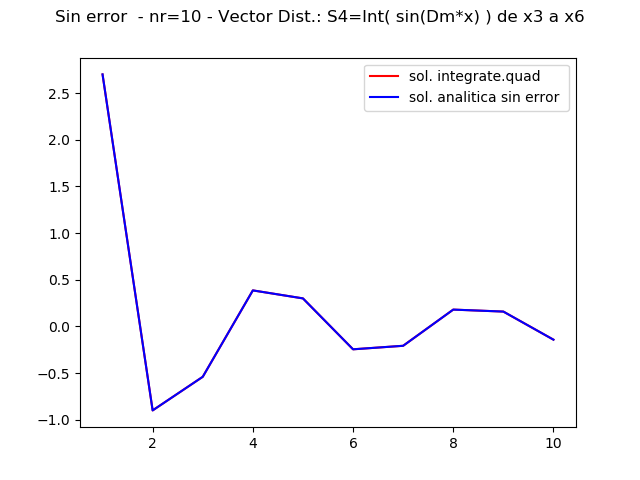 Sin error  - nr=10 - Vector Dist.: S4=Int( sin(Dm*x) ) de x3 a x6
sol. integrate.quad
sol. analitica sin error
2.5
2.0
1.5
1.0
0.5
0.0
−0.5
−1.0
2 4 6 8 10